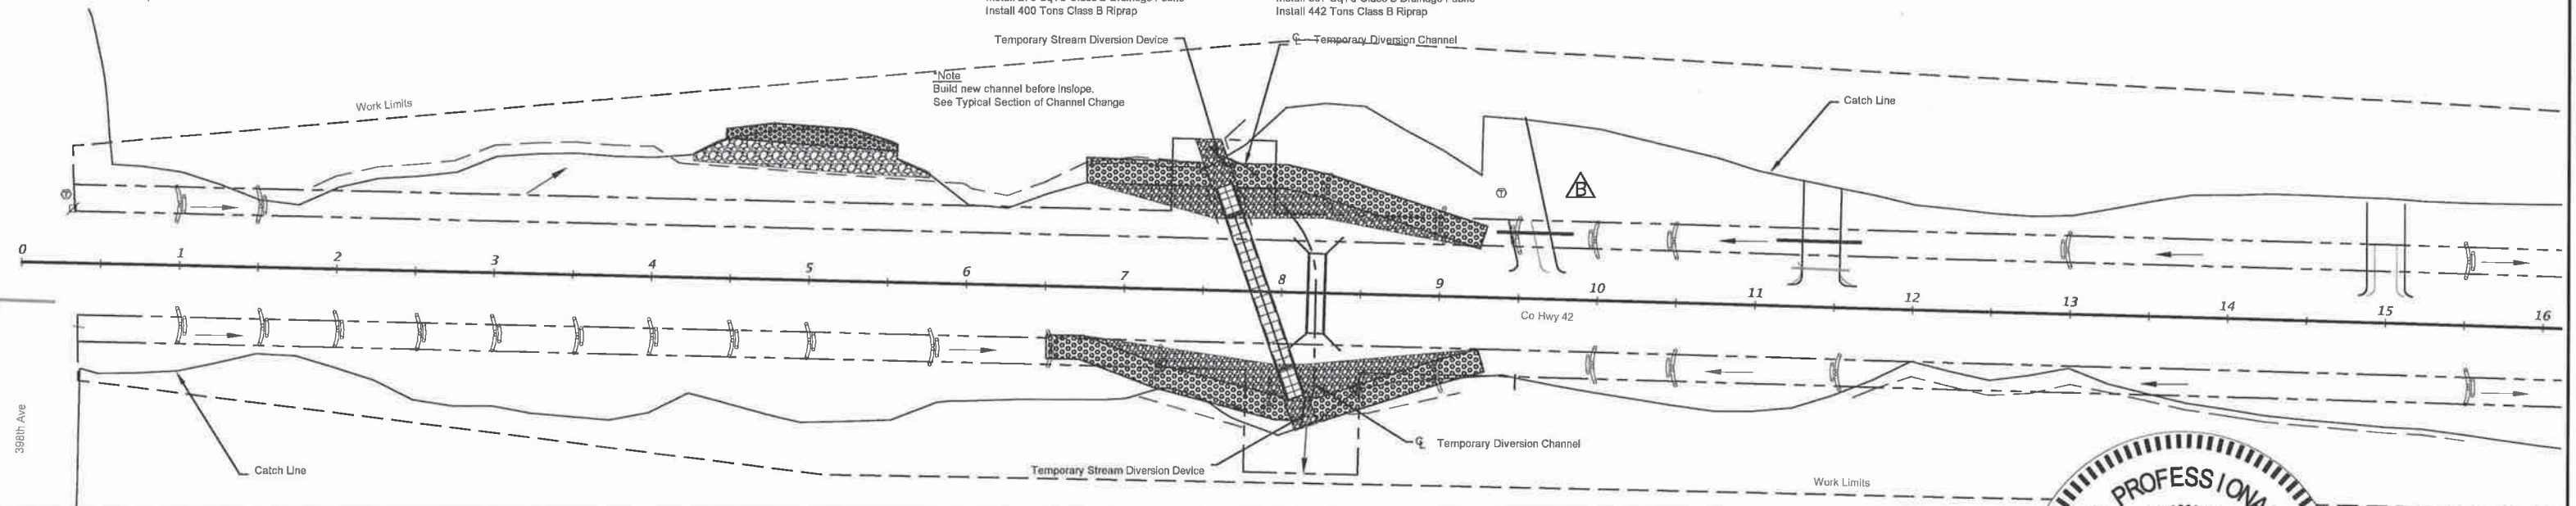 Install 400 Tons Class B Riprap
Install 442 Tons Class B Riprap
Temporary Stream Diversion Device
℄ Temporary Diversion Channel
*Note
Build new channel before Inslope.
See Typical Section of Channel Change
Work Limits
Catch Line
T
T
B
0 1 2 3 4 5 6 7 8 9 10 11 12 13 14 15 16
Co Hwy 42
398th Ave
Catch Line
Temporary Stream Diversion Device
℄ Temporary Diversion Channel
Work Limits
PROFESSIONA